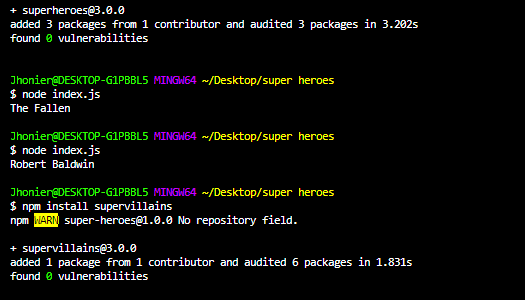 + superheroes@3.0.0
added 3 packages from 1 contributor and audited 3 packages in 3.202s
found 0 vulnerabilities
Jhonier@DESKTOP-G1PBBL5 MINGW64 ~/Desktop/super heroes
$ node index.js
The Fallen
Jhonier@DESKTOP-G1PBBL5 MINGW64 ~/Desktop/super heroes
$ node index.js
Robert Baldwin
Jhonier@DESKTOP-G1PBBL5 MINGW64 ~/Desktop/super heroes
$ npm install supervillains
npm WARN super-heroes@1.0.0 No repository field.
+ supervillains@3.0.0
added 1 package from 1 contributor and audited 6 packages in 1.831s
found 0 vulnerabilities